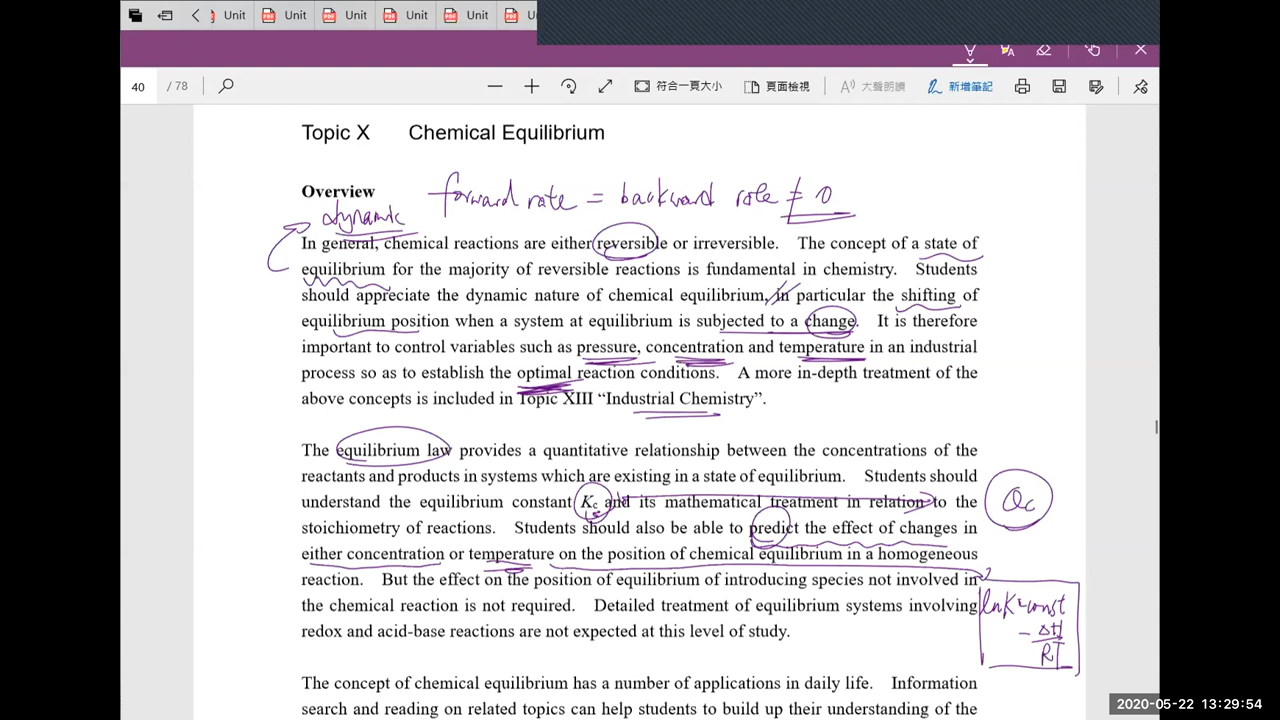 Unit Unit Unit Unit Unit Unit
40 / 78 符合一頁大小 頁面檢視 大聲朗讀 新增筆記
Topic X Chemical Equilibrium
Overview forward rate = backward rate ≠ 0
dynamic
In general, chemical reactions are either reversible or irreversible. The concept of a state of
equilibrium for the majority of reversible reactions is fundamental in chemistry. Students
should appreciate the dynamic nature of chemical equilibrium, in particular the shifting of
equilibrium position when a system at equilibrium is subjected to a change. It is therefore
important to control variables such as pressure, concentration and temperature in an industrial
process so as to establish the optimal reaction conditions. A more in-depth treatment of the
above concepts is included in Topic XIII “Industrial Chemistry”.
The equilibrium law provides a quantitative relationship between the concentrations of the
reactants and products in systems which are existing in a state of equilibrium. Students should
understand the equilibrium constant Kc and its mathematical treatment in relation to the
Qc
stoichiometry of reactions. Students should also be able to predict the effect of changes in
either concentration or temperature on the position of chemical equilibrium in a homogeneous
reaction. But the effect on the position of equilibrium of introducing species not involved in
the chemical reaction is not required. Detailed treatment of equilibrium systems involving
redox and acid-base reactions are not expected at this level of study.
lnK = const
- ΔH
RT
The concept of chemical equilibrium has a number of applications in daily life. Information
search and reading on related topics can help students to build up their understanding of the
2020-05-22 13:29:54